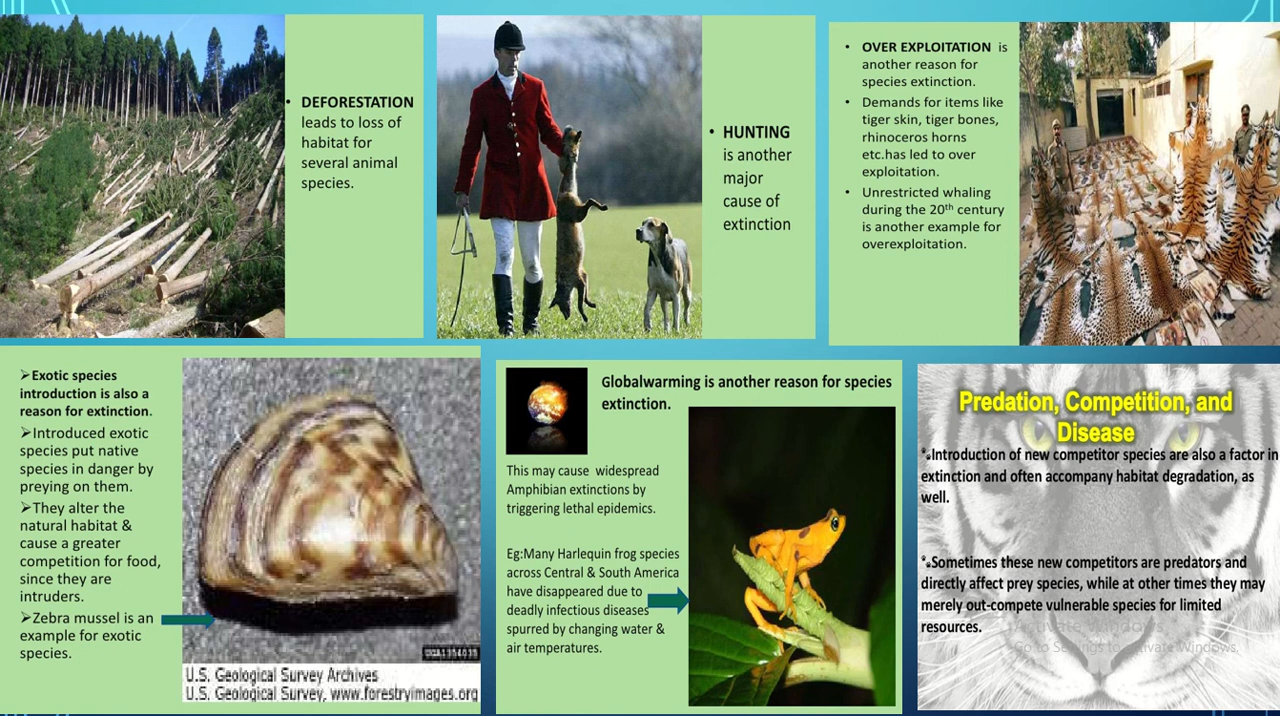 • DEFORESTATION
leads to loss of
habitat for
several animal
species.
• HUNTING
is another
major
cause of
extinction
• OVER EXPLOITATION is
another reason for
species extinction.
• Demands for items like
tiger skin, tiger bones,
rhinoceros horns
etc.has led to over
exploitation.
• Unrestricted whaling
during the 20th century
is another example for
overexploitation.
➢Exotic species
introduction is also a
reason for extinction.
➢Introduced exotic
species put native
species in danger by
preying on them.
➢They alter the
natural habitat &
cause a greater
competition for food,
since they are
intruders.
➢Zebra mussel is an
example for exotic
species.
U.S. Geological Survey Archives
U.S. Geological Survey, www.forestryimages.org
Globalwarming is another reason for species
extinction.
This may cause widespread
Amphibian extinctions by
triggering lethal epidemics.
Eg:Many Harlequin frog species
across Central & South America
have disappeared due to
deadly infectious diseases
spurred by changing water &
air temperatures.
Predation, Competition, and
Disease
Introduction of new competitor species are also a factor in
extinction and often accompany habitat degradation, as
well.
Sometimes these new competitors are predators and
directly affect prey species, while at other times they may
merely out-compete vulnerable species for limited
resources.
Activate Windows
Go to Settings to activate Windows.